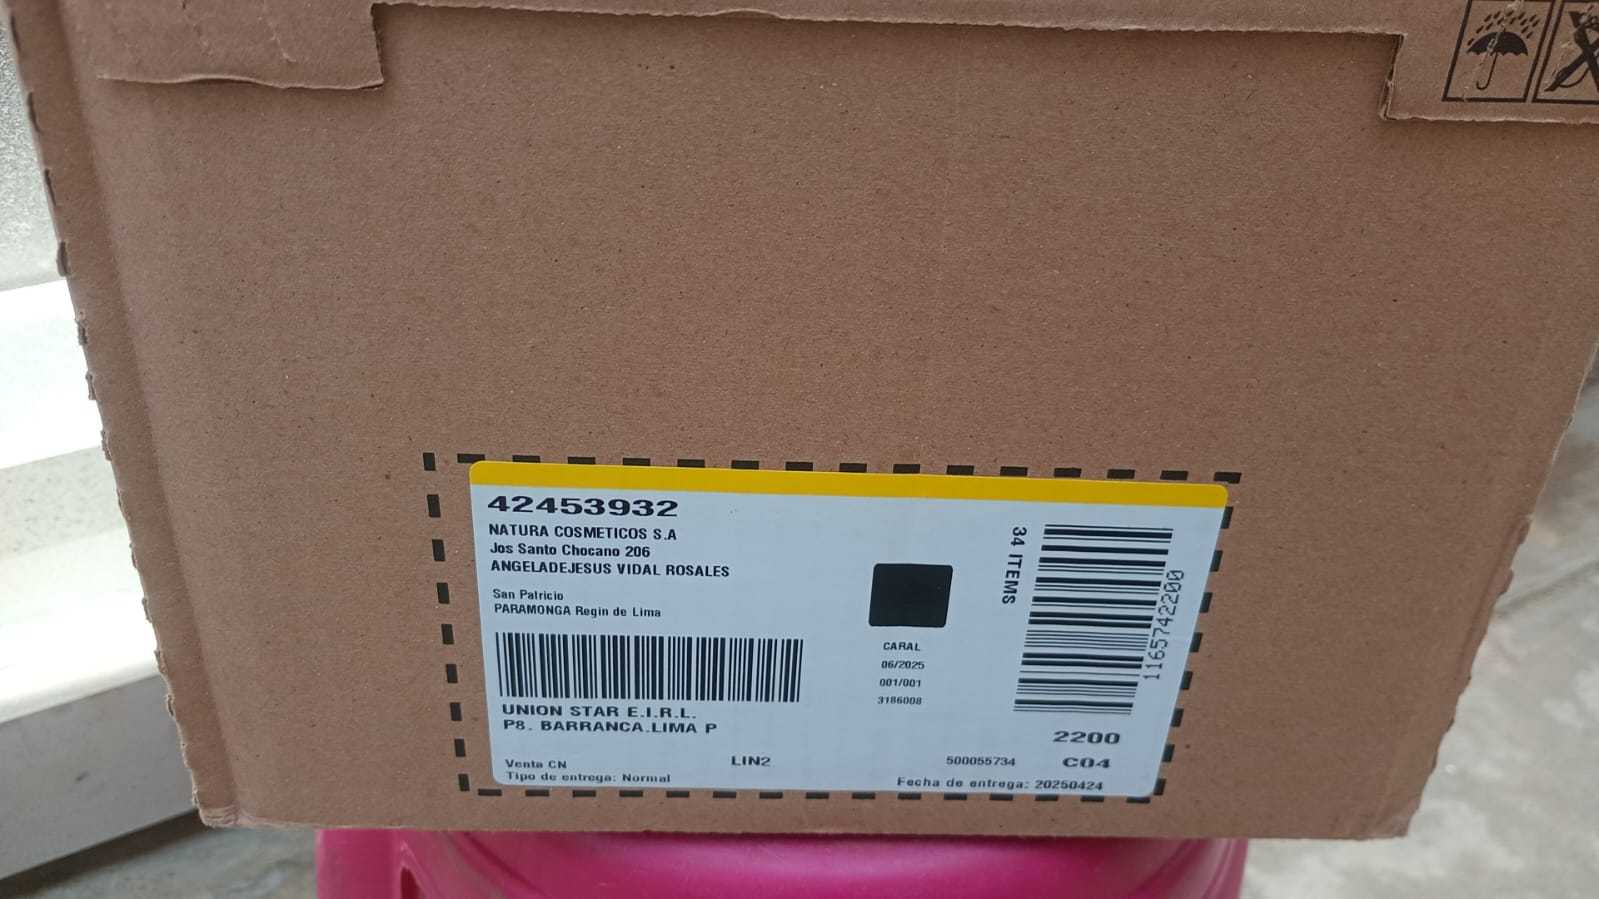 42453932
NATURA COSMETICOS S.A
Jos Santo Chocano 206
ANGELADEJESUS VIDAL ROSALES
San Patricio
PARAMONGA Regin de Lima
UNION STAR E.I.R.L.
P8. BARRANCA.LIMA P
Venta CN
Tipo de entrega: Normal
LIN2
CARAL
06/2025
001/001
3186008
34 ITEMS
1165742200
2200
500055734
C04
Fecha de entrega: 20250424